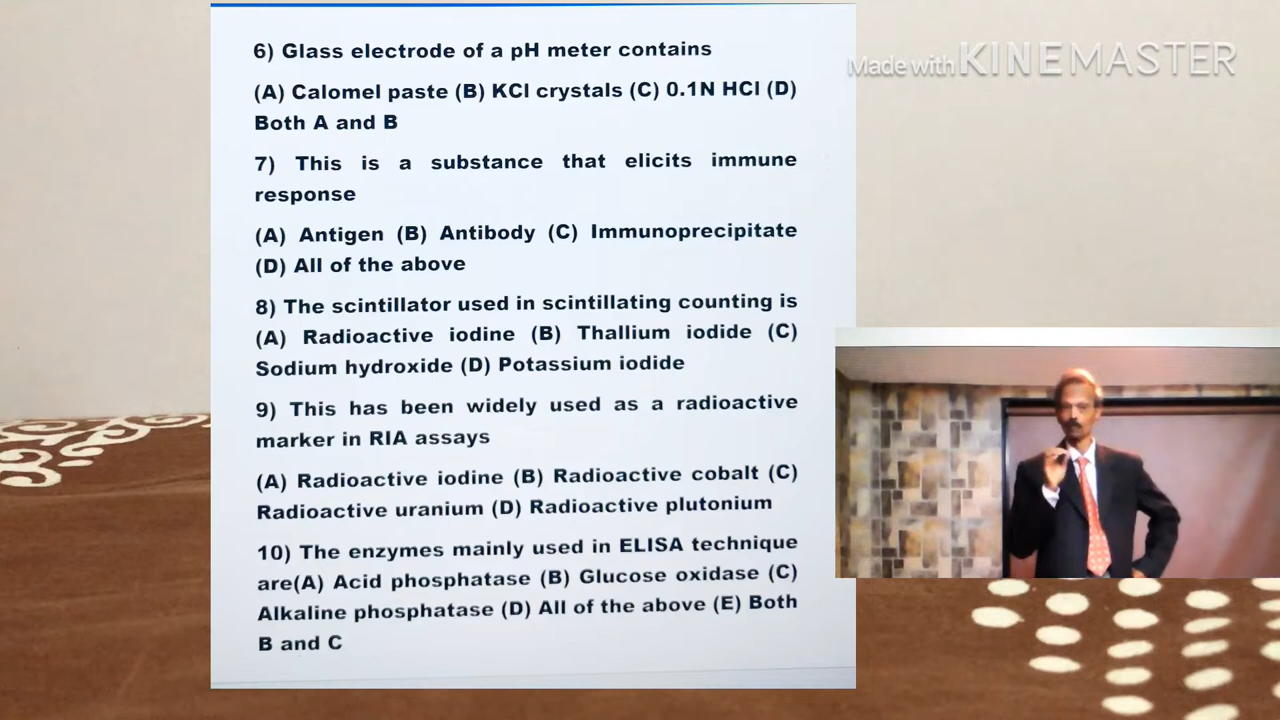 6) Glass electrode of a pH meter contains
Made with KINEMASTER
(A) Calomel paste (B) KCl crystals (C) 0.1N HCl (D)
Both A and B
7) This is a substance that elicits immune
response
(A) Antigen (B) Antibody (C) Immunoprecipitate
(D) All of the above
8) The scintillator used in scintillating counting is
(A) Radioactive iodine (B) Thallium iodide (C)
Sodium hydroxide (D) Potassium iodide
9) This has been widely used as a radioactive
marker in RIA assays
(A) Radioactive iodine (B) Radioactive cobalt (C)
Radioactive uranium (D) Radioactive plutonium
10) The enzymes mainly used in ELISA technique
are(A) Acid phosphatase (B) Glucose oxidase (C)
Alkaline phosphatase (D) All of the above (E) Both
B and C